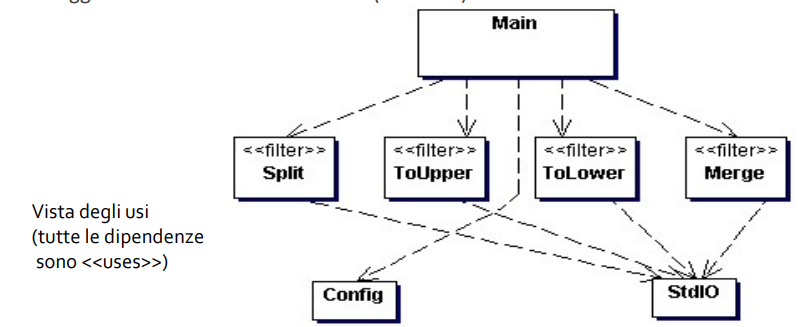 Main
<<filter>>
Split
<<filter>>
ToUpper
<<filter>>
ToLower
<<filter>>
Merge
Vista degli usi
(tutte le dipendenze
sono <<uses>>)
Config
StdIO